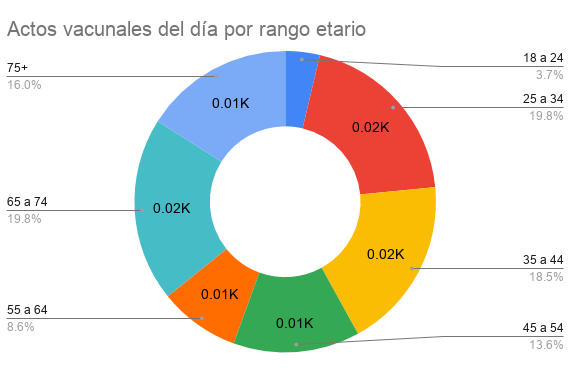 Actos vacunales del día por rango etario
18 a 24
3.7%
25 a 34
19.8%
35 a 44
18.5%
45 a 54
13.6%
55 a 64
8.6%
65 a 74
19.8%
75+
16.0%
0.02K
0.02K
0.01K
0.01K
0.02K
0.01K